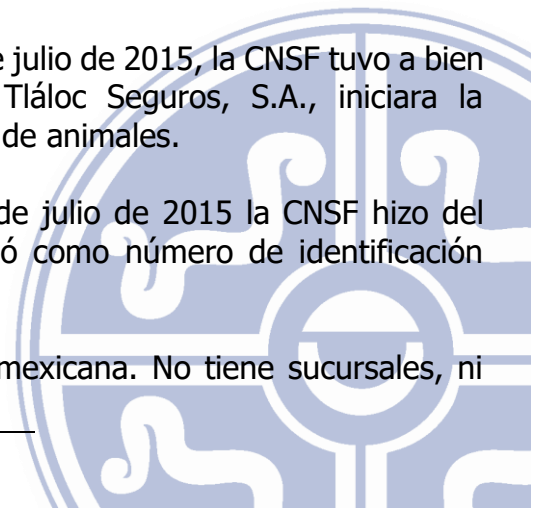 e julio de 2015, la CNSF tuvo a bien
Tláloc Seguros, S.A., iniciara la
de animales.
de julio de 2015 la CNSF hizo del
ó como número de identificación
mexicana. No tiene sucursales, ni